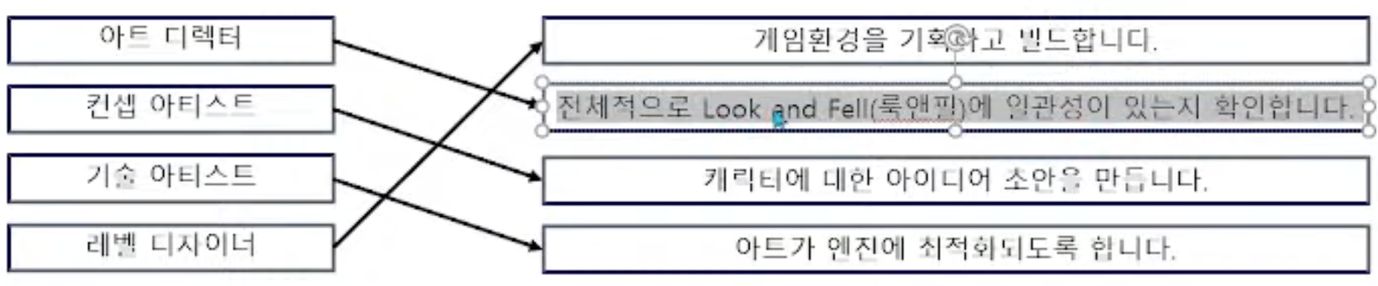 아트 디렉터
게임환경을 기획하고 빌드합니다.
컨셉 아티스트
전체적으로 Look and Fell(룩앤필)에 일관성이 있는지 확인합니다.
기술 아티스트
캐릭터에 대한 아이디어 초안을 만듭니다.
레벨 디자이너
아트가 엔진에 최적화되도록 합니다.